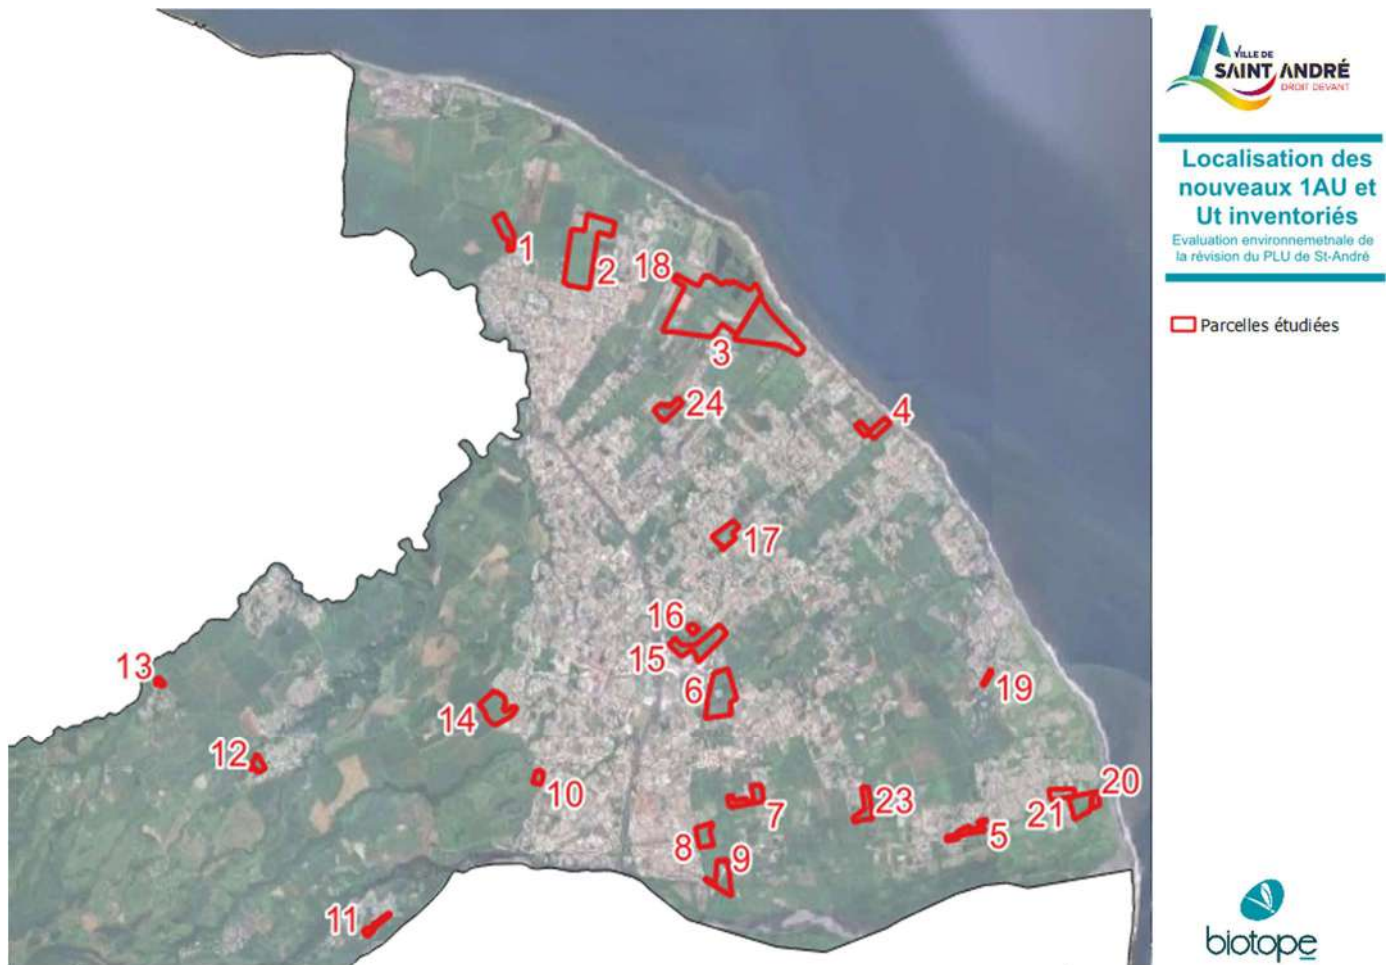 VILLE DE
SAINT ANDRÉ
DROIT DEVANT
Localisation des
nouveaux 1AU et
Ut inventoriés
Evaluation environnemetnale de
la révision du PLU de St-André
Parcelles étudiées
1
2
18
3
24
4
17
16
15
6
13
19
14
12
10
20
7
23
21
5
8
9
11
biotope